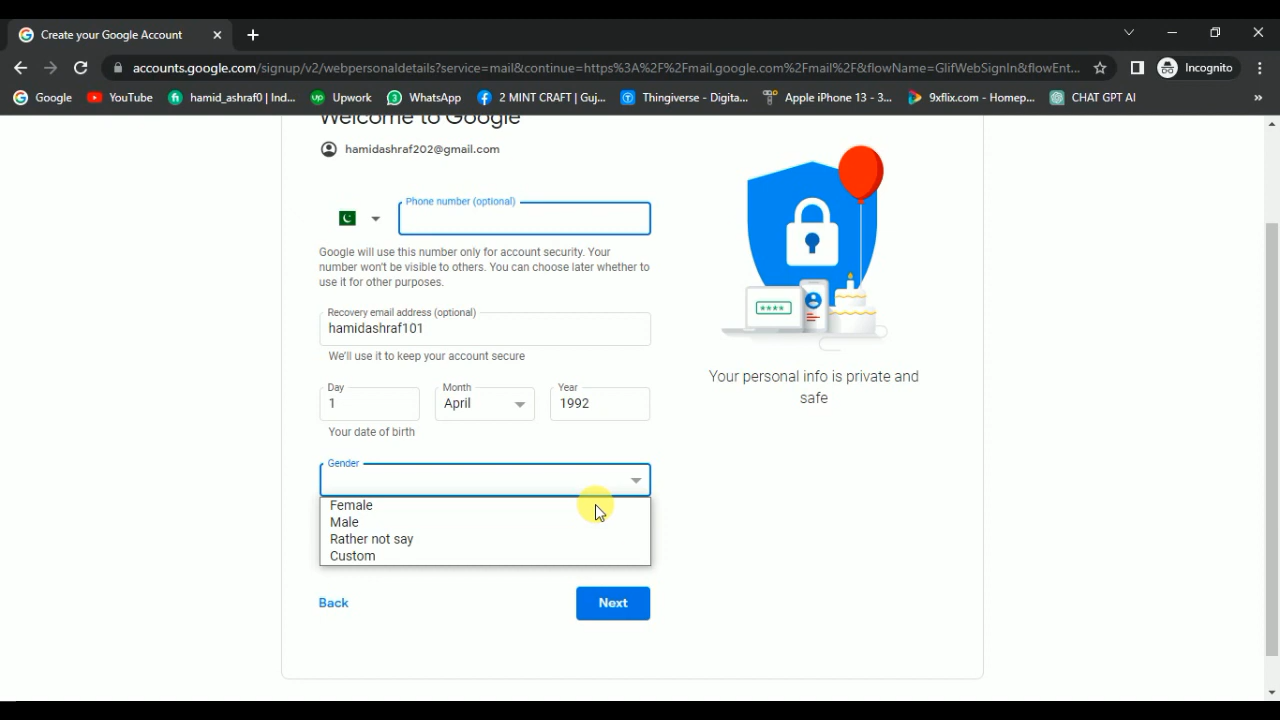 Create your Google Account
accounts.google.com/signup/v2/webpersonaldetails?service=mail&continue=https%3A%2F%2Fmail.google.com%2Fmail%2F&flowName=GlifWebSignIn&flowEnt...
Incognito
Google
YouTube
hamid_ashraf0 | Ind...
Upwork
WhatsApp
2 MINT CRAFT | Guj...
Thingiverse - Digita...
Apple iPhone 13 - 3...
9xflix.com - Homep...
CHAT GPT AI
»
Welcome to Google
hamidashraf202@gmail.com
Phone number (optional)
Google will use this number only for account security. Your
number won't be visible to others. You can choose later whether to
use it for other purposes.
Recovery email address (optional)
hamidashraf101
We'll use it to keep your account secure
Day
Month
Year
1
April
1992
Your date of birth
Gender
Female
Male
Rather not say
Custom
Back
Next
****
Your personal info is private and
safe